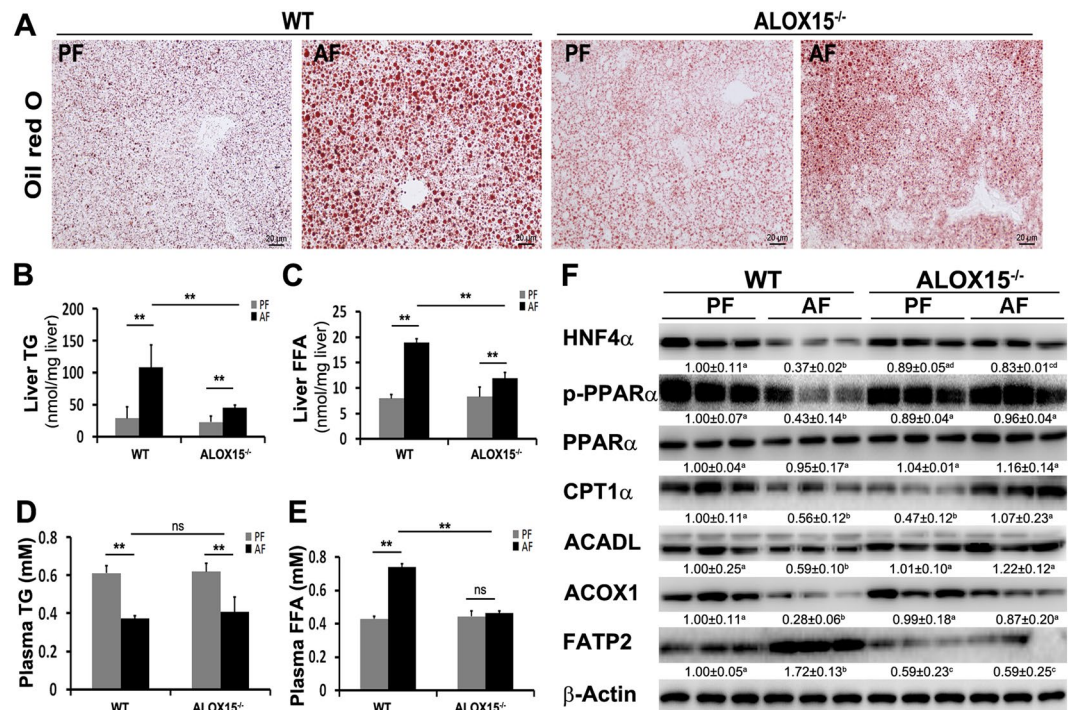 A
WT
ALOX15-/-
PF
AF
PF
AF
Oil red O
20 μm
20 μm
20 μm
20 μm
B
Liver TG
(nmol/mg liver)
200
150
100
50
0
**
**
**
PF
AF
WT
ALOX15-/-
C
Liver FFA
(nmol/mg liver)
25
20
15
10
5
0
**
**
**
PF
AF
WT
ALOX15-/-
D
Plasma TG (mM)
0.8
0.6
0.4
0.2
0
ns
**
**
PF
AF
WT
ALOX15-/-
E
Plasma FFA (mM)
0.8
0.6
0.4
0.2
0
**
**
ns
PF
AF
WT
ALOX15-/-
F
WT
ALOX15-/-
PF AF PF AF
HNF4α
1.00±0.11a 0.37±0.02b 0.89±0.05ad 0.83±0.01cd
p-PPARα
1.00±0.07a 0.43±0.14b 0.89±0.04a 0.96±0.04a
PPARα
1.00±0.04a 0.95±0.17a 1.04±0.01a 1.16±0.14a
CPT1α
1.00±0.11a 0.56±0.12b 0.47±0.12b 1.07±0.23a
ACADL
1.00±0.25a 0.59±0.10b 1.01±0.10a 1.22±0.12a
ACOX1
1.00±0.11a 0.28±0.06b 0.99±0.18a 0.87±0.20a
FATP2
1.00±0.05a 1.72±0.13b 0.59±0.23c 0.59±0.25c
β-Actin